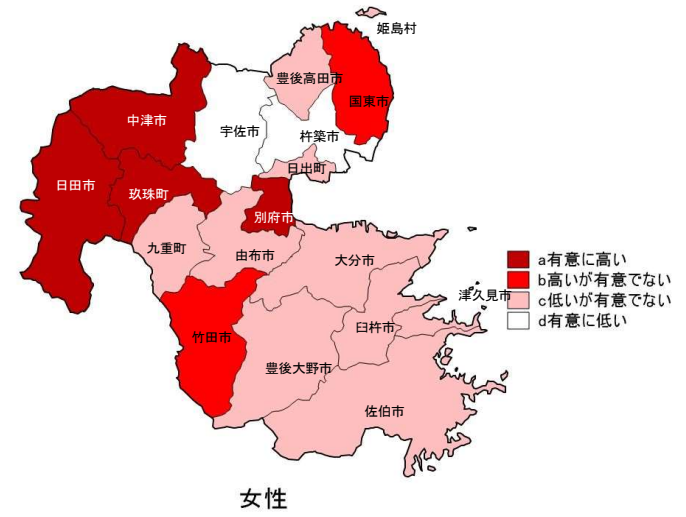 姫島村
豊後高田市
国東市
中津市
宇佐市
杵築市
日出町
日田市
玖珠町
別府市
九重町
由布市
大分市
a有意に高い
b高いが有意でない
c低いが有意でない
d有意に低い
津久見市
臼杵市
竹田市
豊後大野市
佐伯市
女性